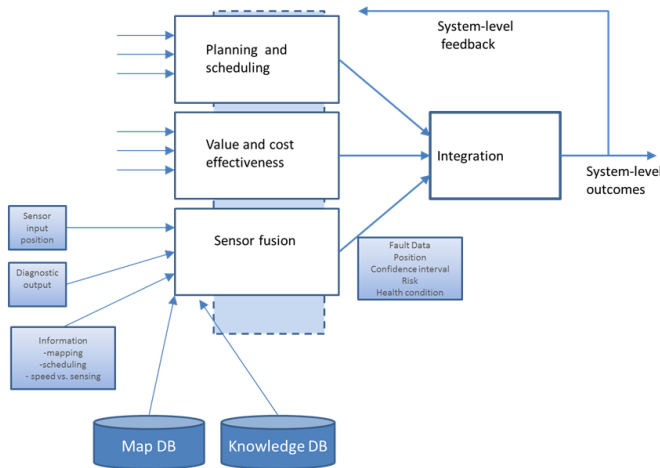 System-level
feedback
Planning and
scheduling
Value and cost
effectiveness
Integration
System-level
outcomes
Sensor
input
position
Sensor fusion
Fault Data
Position
Confidence interval
Risk
Health condition
Diagnostic
output
Information
-mapping
-scheduling
- speed vs. sensing
Map DB
Knowledge DB